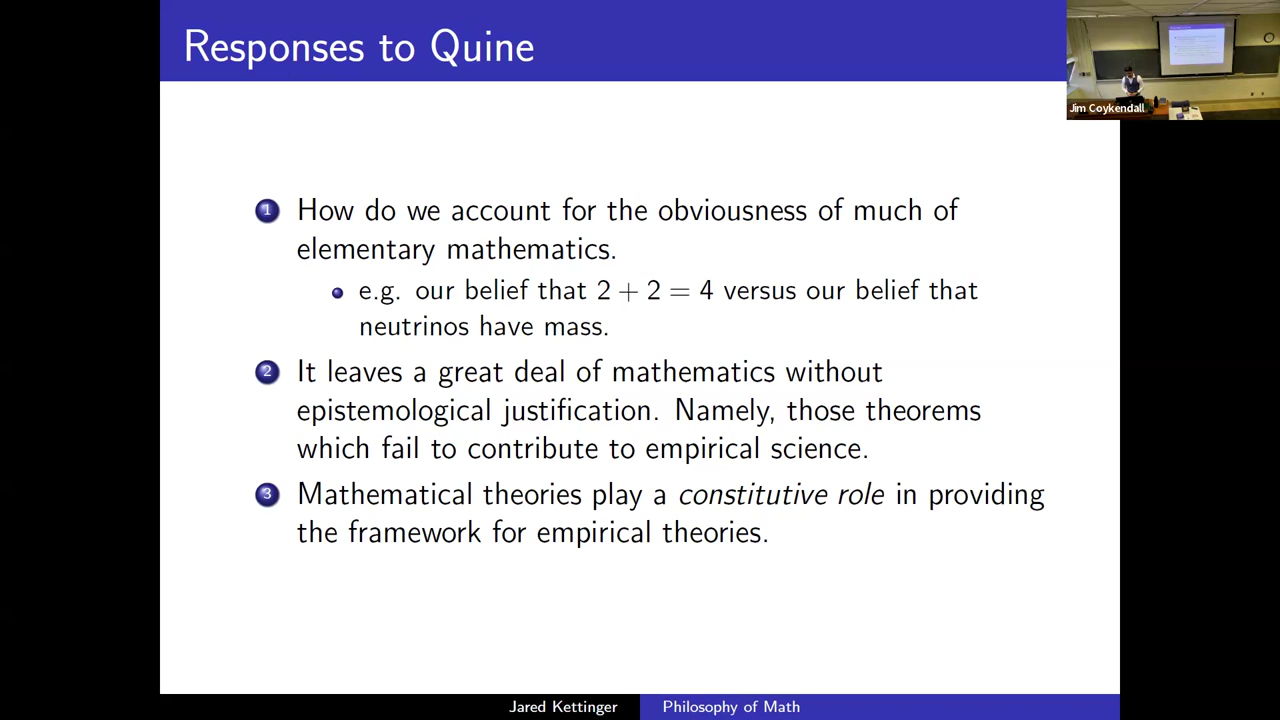 Responses to Quine
Jim Coykendall
1 How do we account for the obviousness of much of
elementary mathematics.
e.g. our belief that 2 + 2 = 4 versus our belief that
neutrinos have mass.
2 It leaves a great deal of mathematics without
epistemological justification. Namely, those theorems
which fail to contribute to empirical science.
3 Mathematical theories play a constitutive role in providing
the framework for empirical theories.
Jared Kettinger
Philosophy of Math